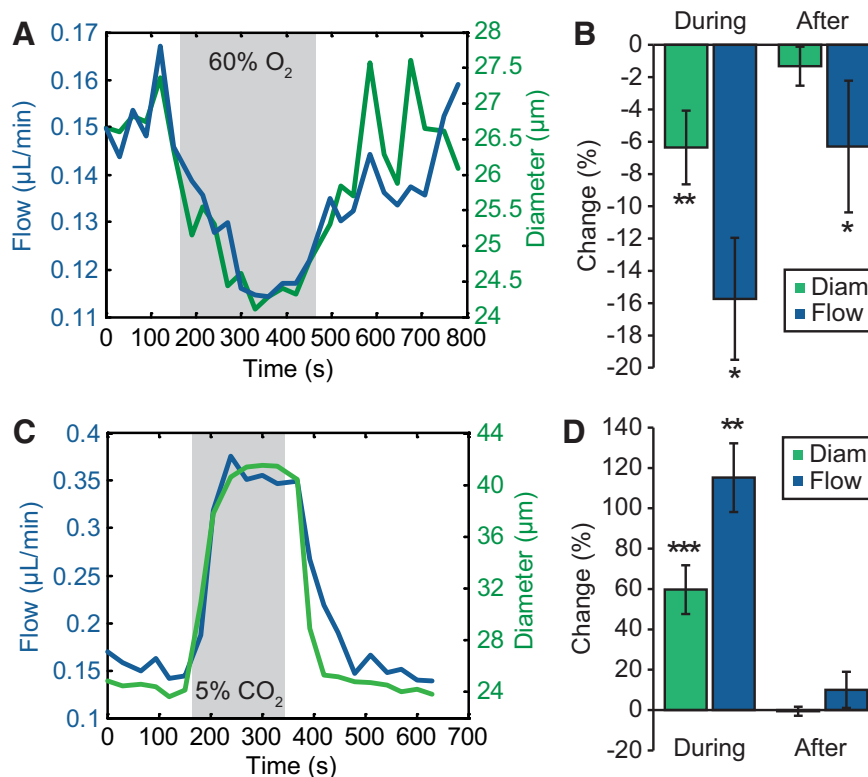 A
0.17
0.16
0.15
0.14
0.13
0.12
0.11
Flow (µL/min)
60% O2
28
27.5
27
26.5
26
25.5
25
24.5
24
Diameter (µm)
0 100 200 300 400 500 600 700 800
Time (s)
B
During After
0
-2
-4
-6
-8
-10
-12
-14
-16
-18
-20
Change (%)
**
*
*
Diam
Flow
C
0.4
0.35
0.3
0.25
0.2
0.15
0.1
Flow (µL/min)
5% CO2
44
40
36
32
28
24
Diameter (µm)
0 100 200 300 400 500 600 700
Time (s)
D
140
120
100
80
60
40
20
0
-20
Change (%)
***
**
Diam
Flow
During After